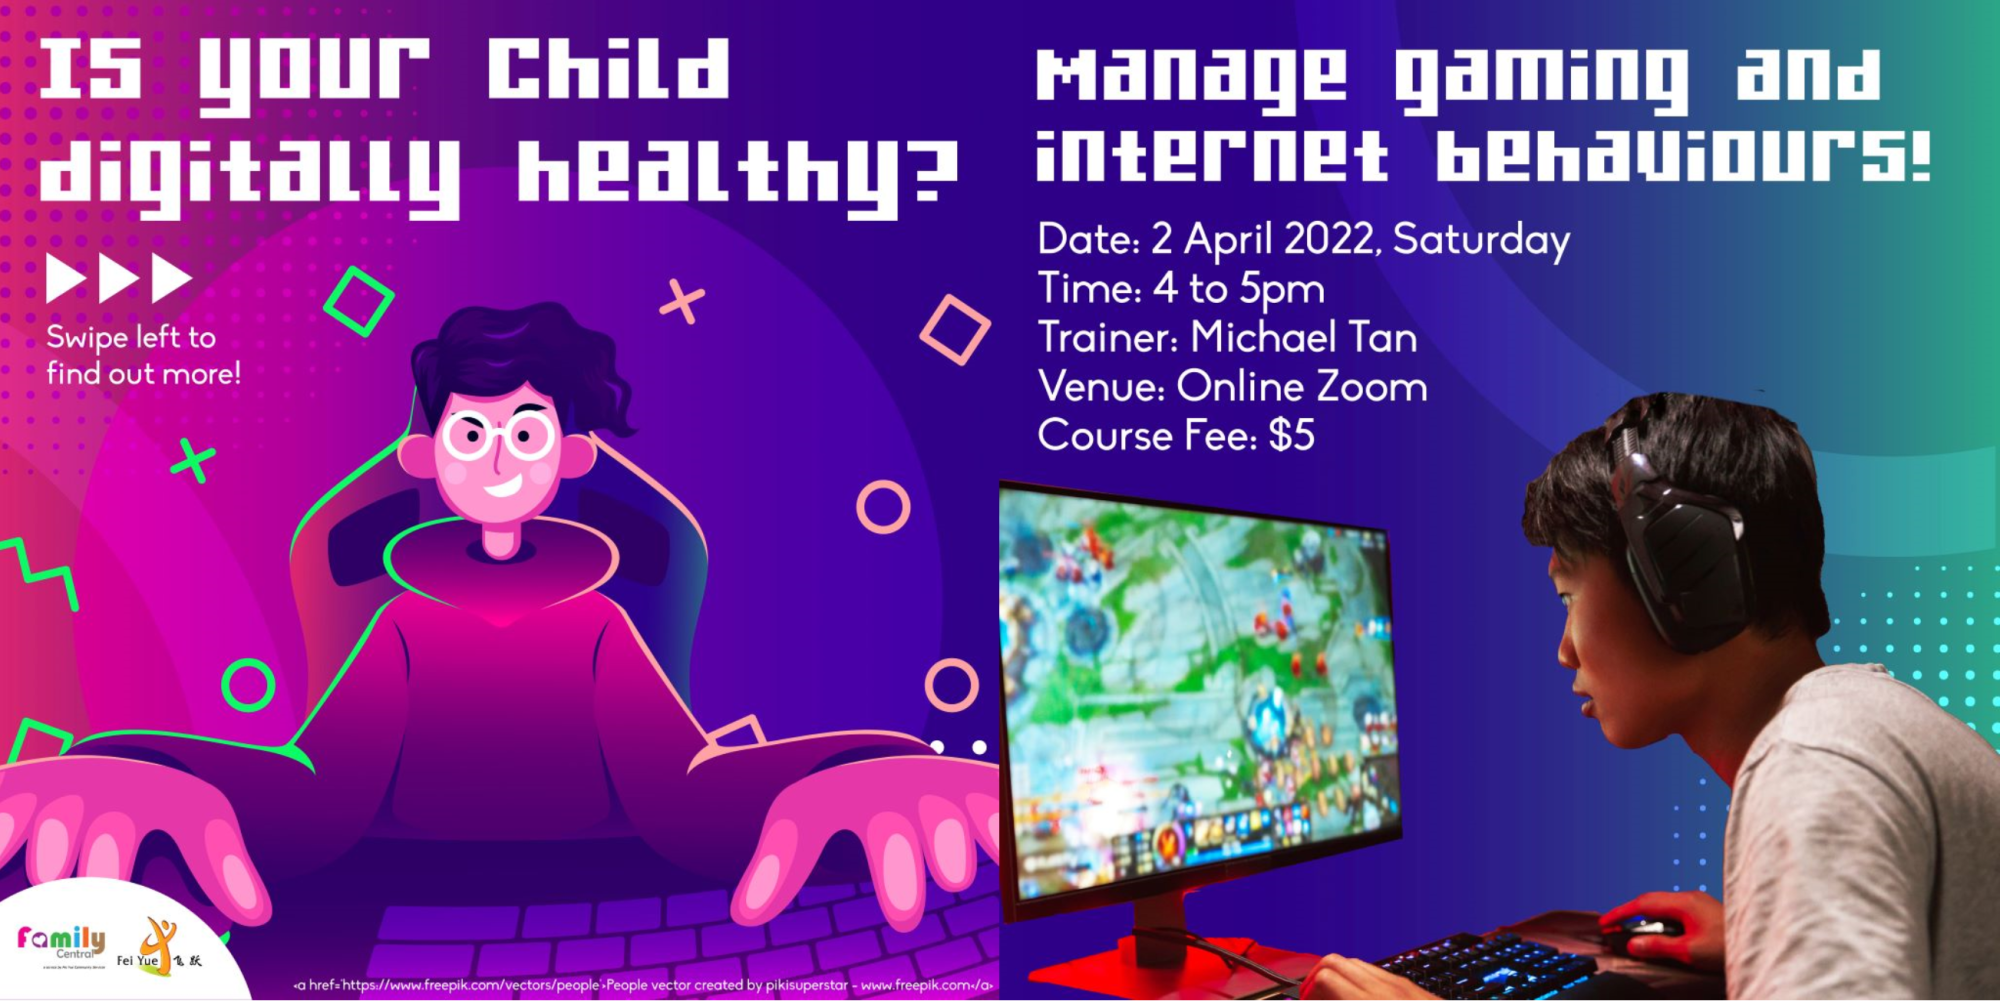 Is your Child
digitally healthy?
Swipe left to
find out more!
Family
Central
Fei Yue 飞跃
<a href='https://www.freepik.com/vectors/people'>People vector created by pikisuperstar - www.freepik.com</a>
Manage gaming and
internet behaviours!
Date: 2 April 2022, Saturday
Time: 4 to 5pm
Trainer: Michael Tan
Venue: Online Zoom
Course Fee: $5